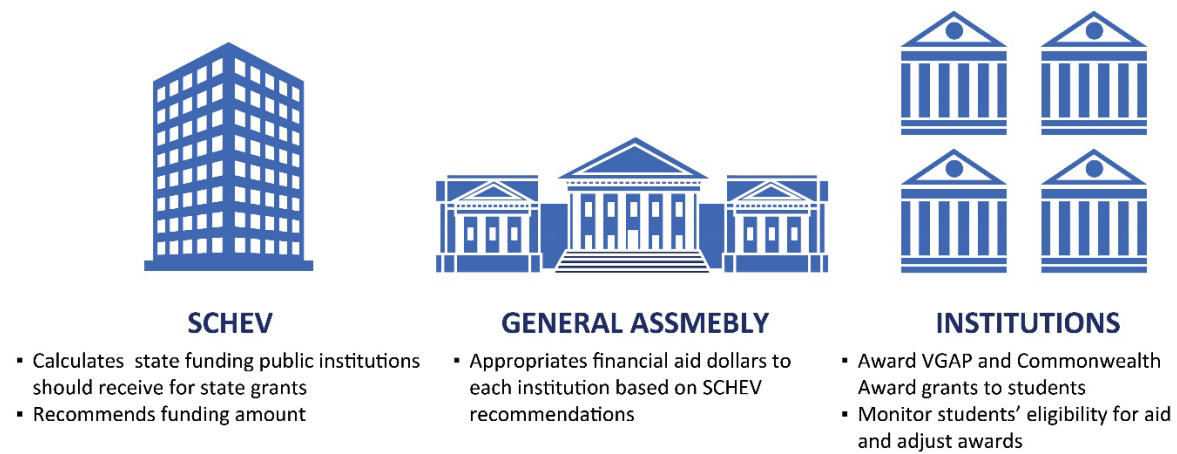 SCHEV
▪ Calculates state funding public institutions
should receive for state grants
▪ Recommends funding amount
GENERAL ASSMEBLY
▪ Appropriates financial aid dollars to
each institution based on SCHEV
recommendations
INSTITUTIONS
▪ Award VGAP and Commonwealth
Award grants to students
▪ Monitor students’ eligibility for aid
and adjust awards